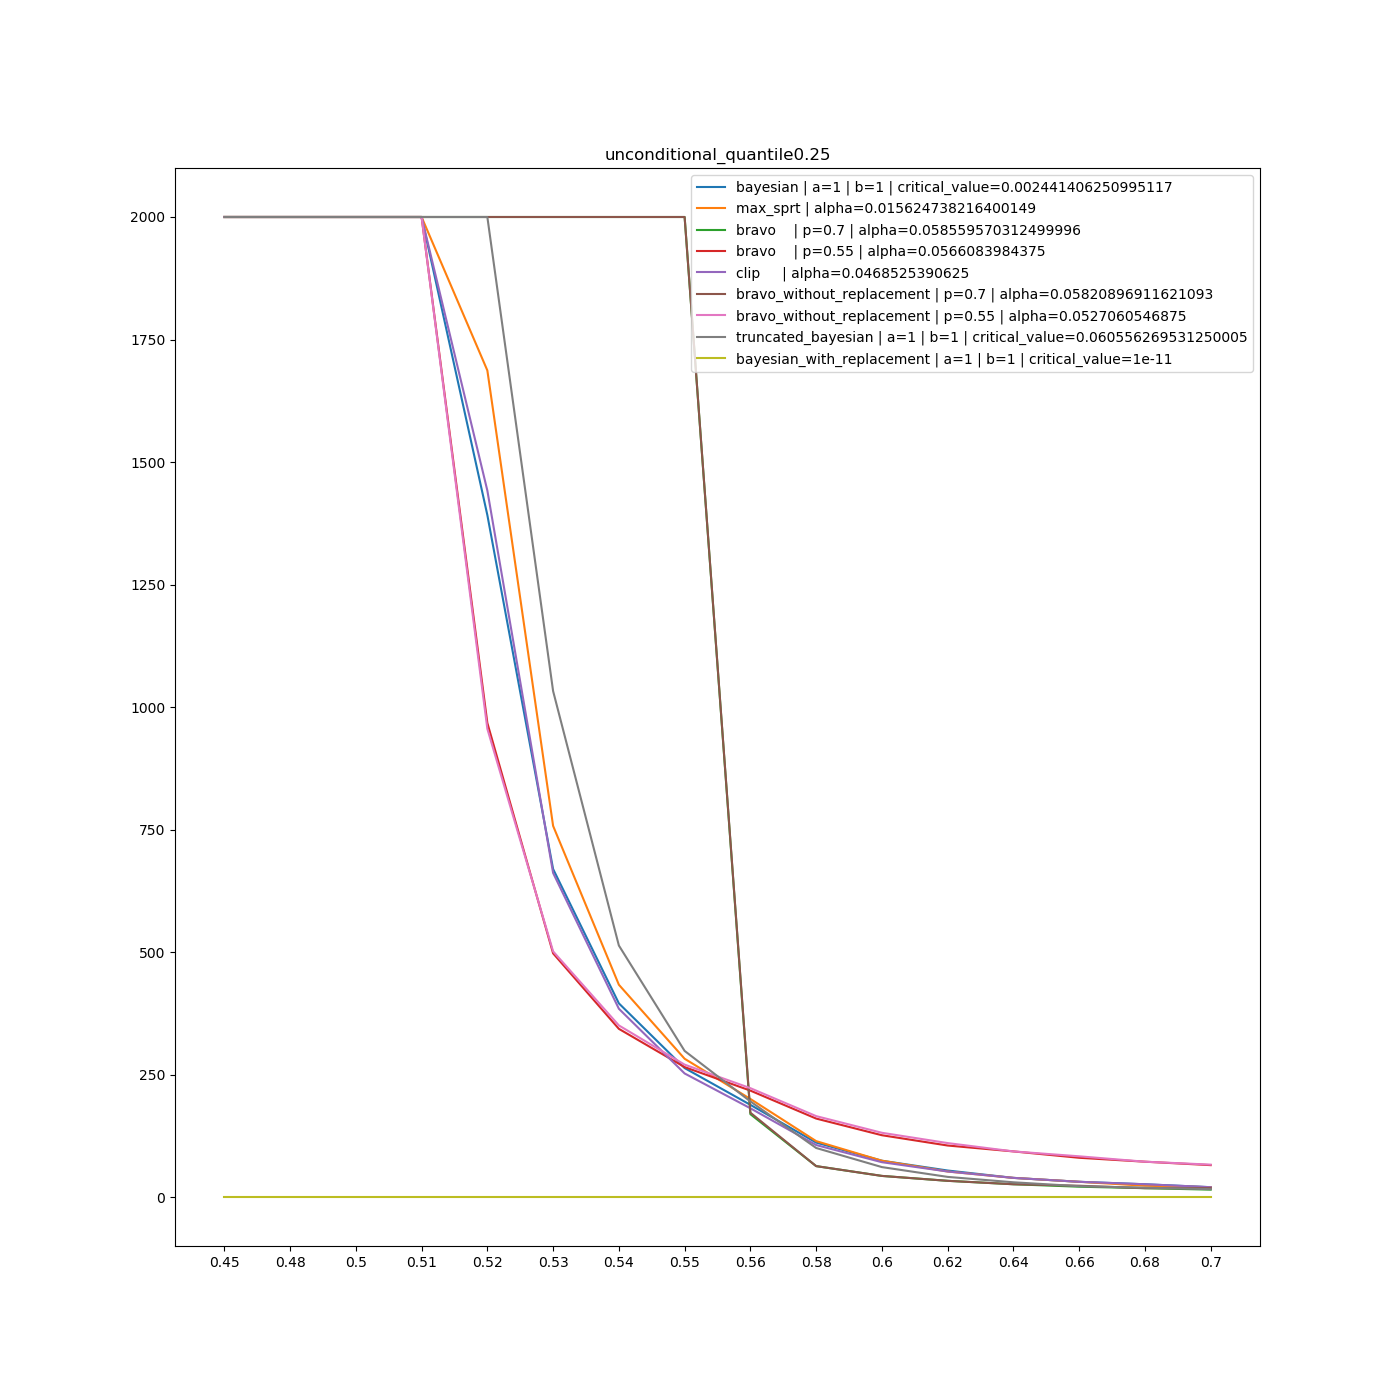 unconditional_quantile0.25
bayesian | a=1 | b=1 | critical_value=0.002441406250995117
max_sprt | alpha=0.015624738216400149
bravo    | p=0.7 | alpha=0.058559570312499996
bravo    | p=0.55 | alpha=0.0566083984375
clip     | alpha=0.0468525390625
bravo_without_replacement | p=0.7 | alpha=0.05820896911621093
bravo_without_replacement | p=0.55 | alpha=0.0527060546875
truncated_bayesian | a=1 | b=1 | critical_value=0.060556269531250005
bayesian_with_replacement | a=1 | b=1 | critical_value=1e-11
2000
1750
1500
1250
1000
750
500
250
0
0.45 0.48 0.5 0.51 0.52 0.53 0.54 0.55 0.56 0.58 0.6 0.62 0.64 0.66 0.68 0.7